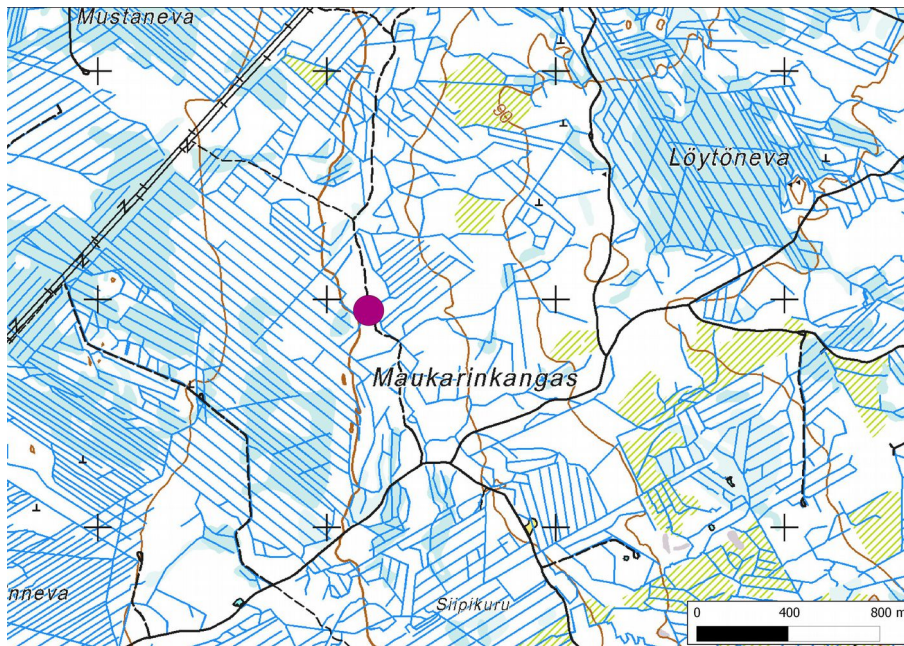 Mustaneva
90
Löytöneva
Maukarinkangas
nneva
Siipikuru
0 400 800 m